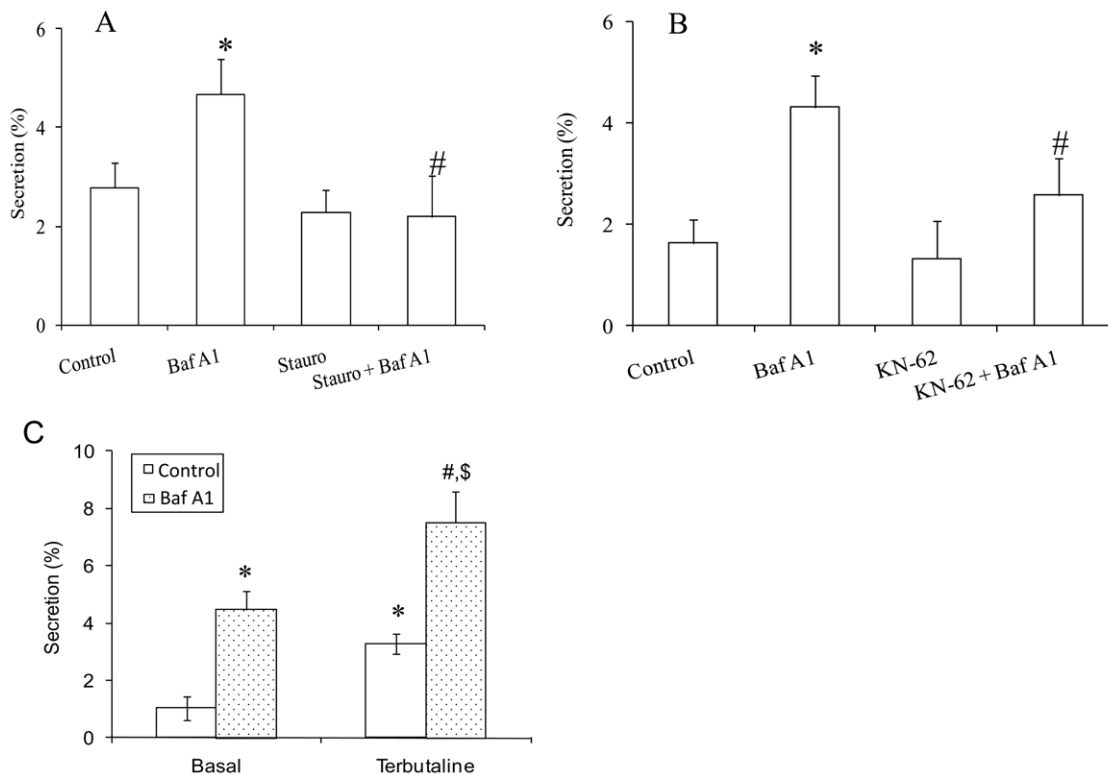 A
6
*
4
#
2
0
Secretion (%)
Control
Baf A1
Stauro
Stauro + Baf A1
B
6
*
4
#
2
0
Secretion (%)
Control
Baf A1
KN-62
KN-62 + Baf A1
C
10
Control
Baf A1
#,$
8
6
*
*
4
2
0
Secretion (%)
Basal
Terbutaline